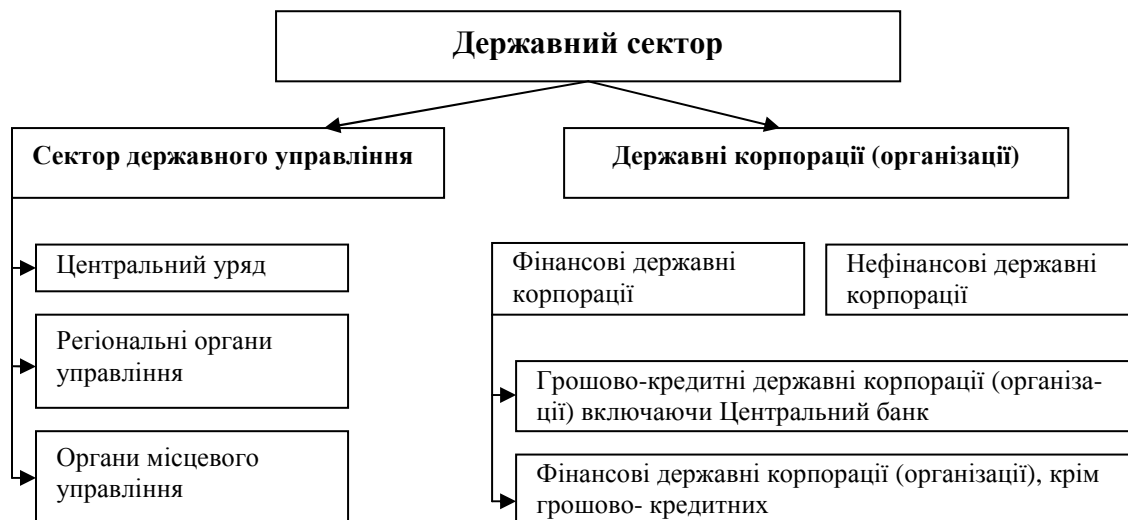 Державний сектор
Сектор державного управління
Державні корпорації (організації)
Центральний уряд
Регіональні органи
управління
Органи місцевого
управління
Фінансові державні
корпорації
Нефінансові державні
корпорації
Грошово-кредитні державні корпорації (організа-
ції) включаючи Центральний банк
Фінансові державні корпорації (організації), крім
грошово- кредитних